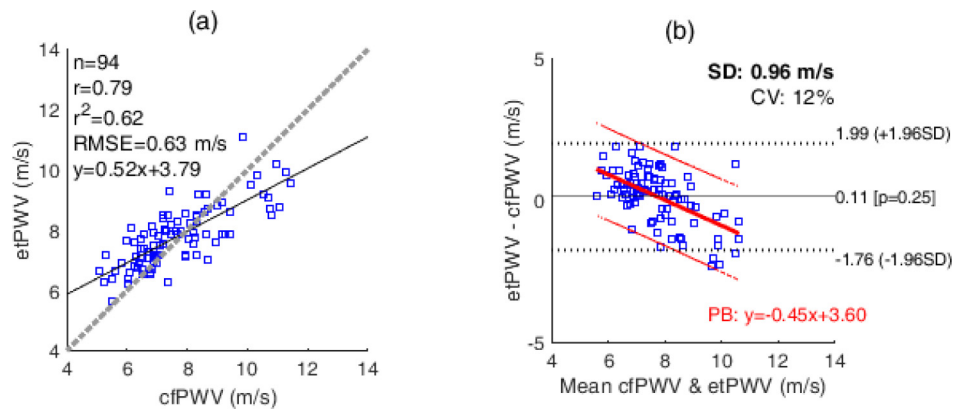 (a)
14
12
10
8
6
4
etPWV (m/s)
n=94
r=0.79
r²=0.62
RMSE=0.63 m/s
y=0.52x+3.79
4 6 8 10 12 14
cfPWV (m/s)
(b)
5
0
-5
etPWV - cfPWV (m/s)
SD: 0.96 m/s
CV: 12%
1.99 (+1.96SD)
0.11 [p=0.25]
-1.76 (-1.96SD)
PB: y=-0.45x+3.60
4 6 8 10 12 14
Mean cfPWV & etPWV (m/s)